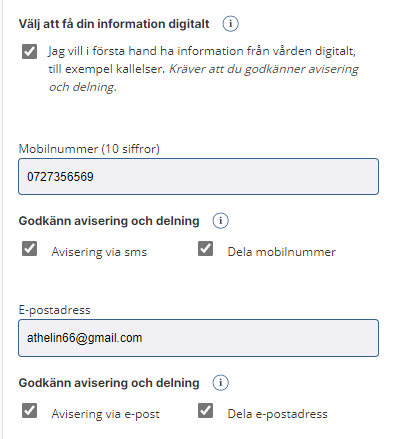 Välj att få din information digitalt
Jag vill i första hand ha information från vården digitalt,
till exempel kallelser. Kräver att du godkänner avisering
och delning.
Mobilnummer (10 siffror)
0727356569
Godkänn avisering och delning
Avisering via sms Dela mobilnummer
E-postadress
athelin66@gmail.com
Godkänn avisering och delning
Avisering via e-post Dela e-postadress